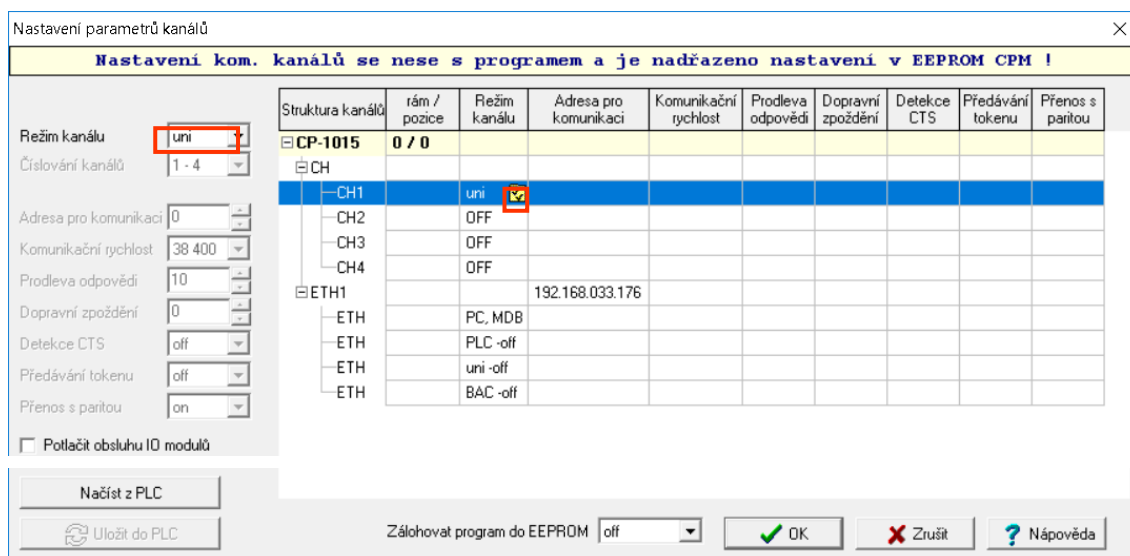 Nastavení parametrů kanálů
Nastavení kom. kanálů se nese s programem a je nadřazeno nastavení v EEPROM CPM !
Režim kanálu uni
Číslování kanálů 1 - 4
Adresa pro komunikaci 0
Komunikační rychlost 38 400
Prodleva odpovědi 10
Dopravní zpoždění 0
Detekce CTS off
Předávání tokenu off
Přenos s paritou on
Potlačit obsluhu IO modulů
Načíst z PLC
Uložit do PLC
Struktura kanálů rám / pozice Režim kanálu Adresa pro komunikaci Komunikační rychlost Prodleva odpovědi Dopravní zpoždění Detekce CTS Předávání tokenu Přenos s paritou
CP-1015 0 / 0
CH
CH1 uni
CH2 OFF
CH3 OFF
CH4 OFF
ETH1 192.168.033.176
ETH PC, MDB
ETH PLC -off
ETH uni -off
ETH BAC -off
Zálohovat program do EEPROM off OK Zrušit Nápověda